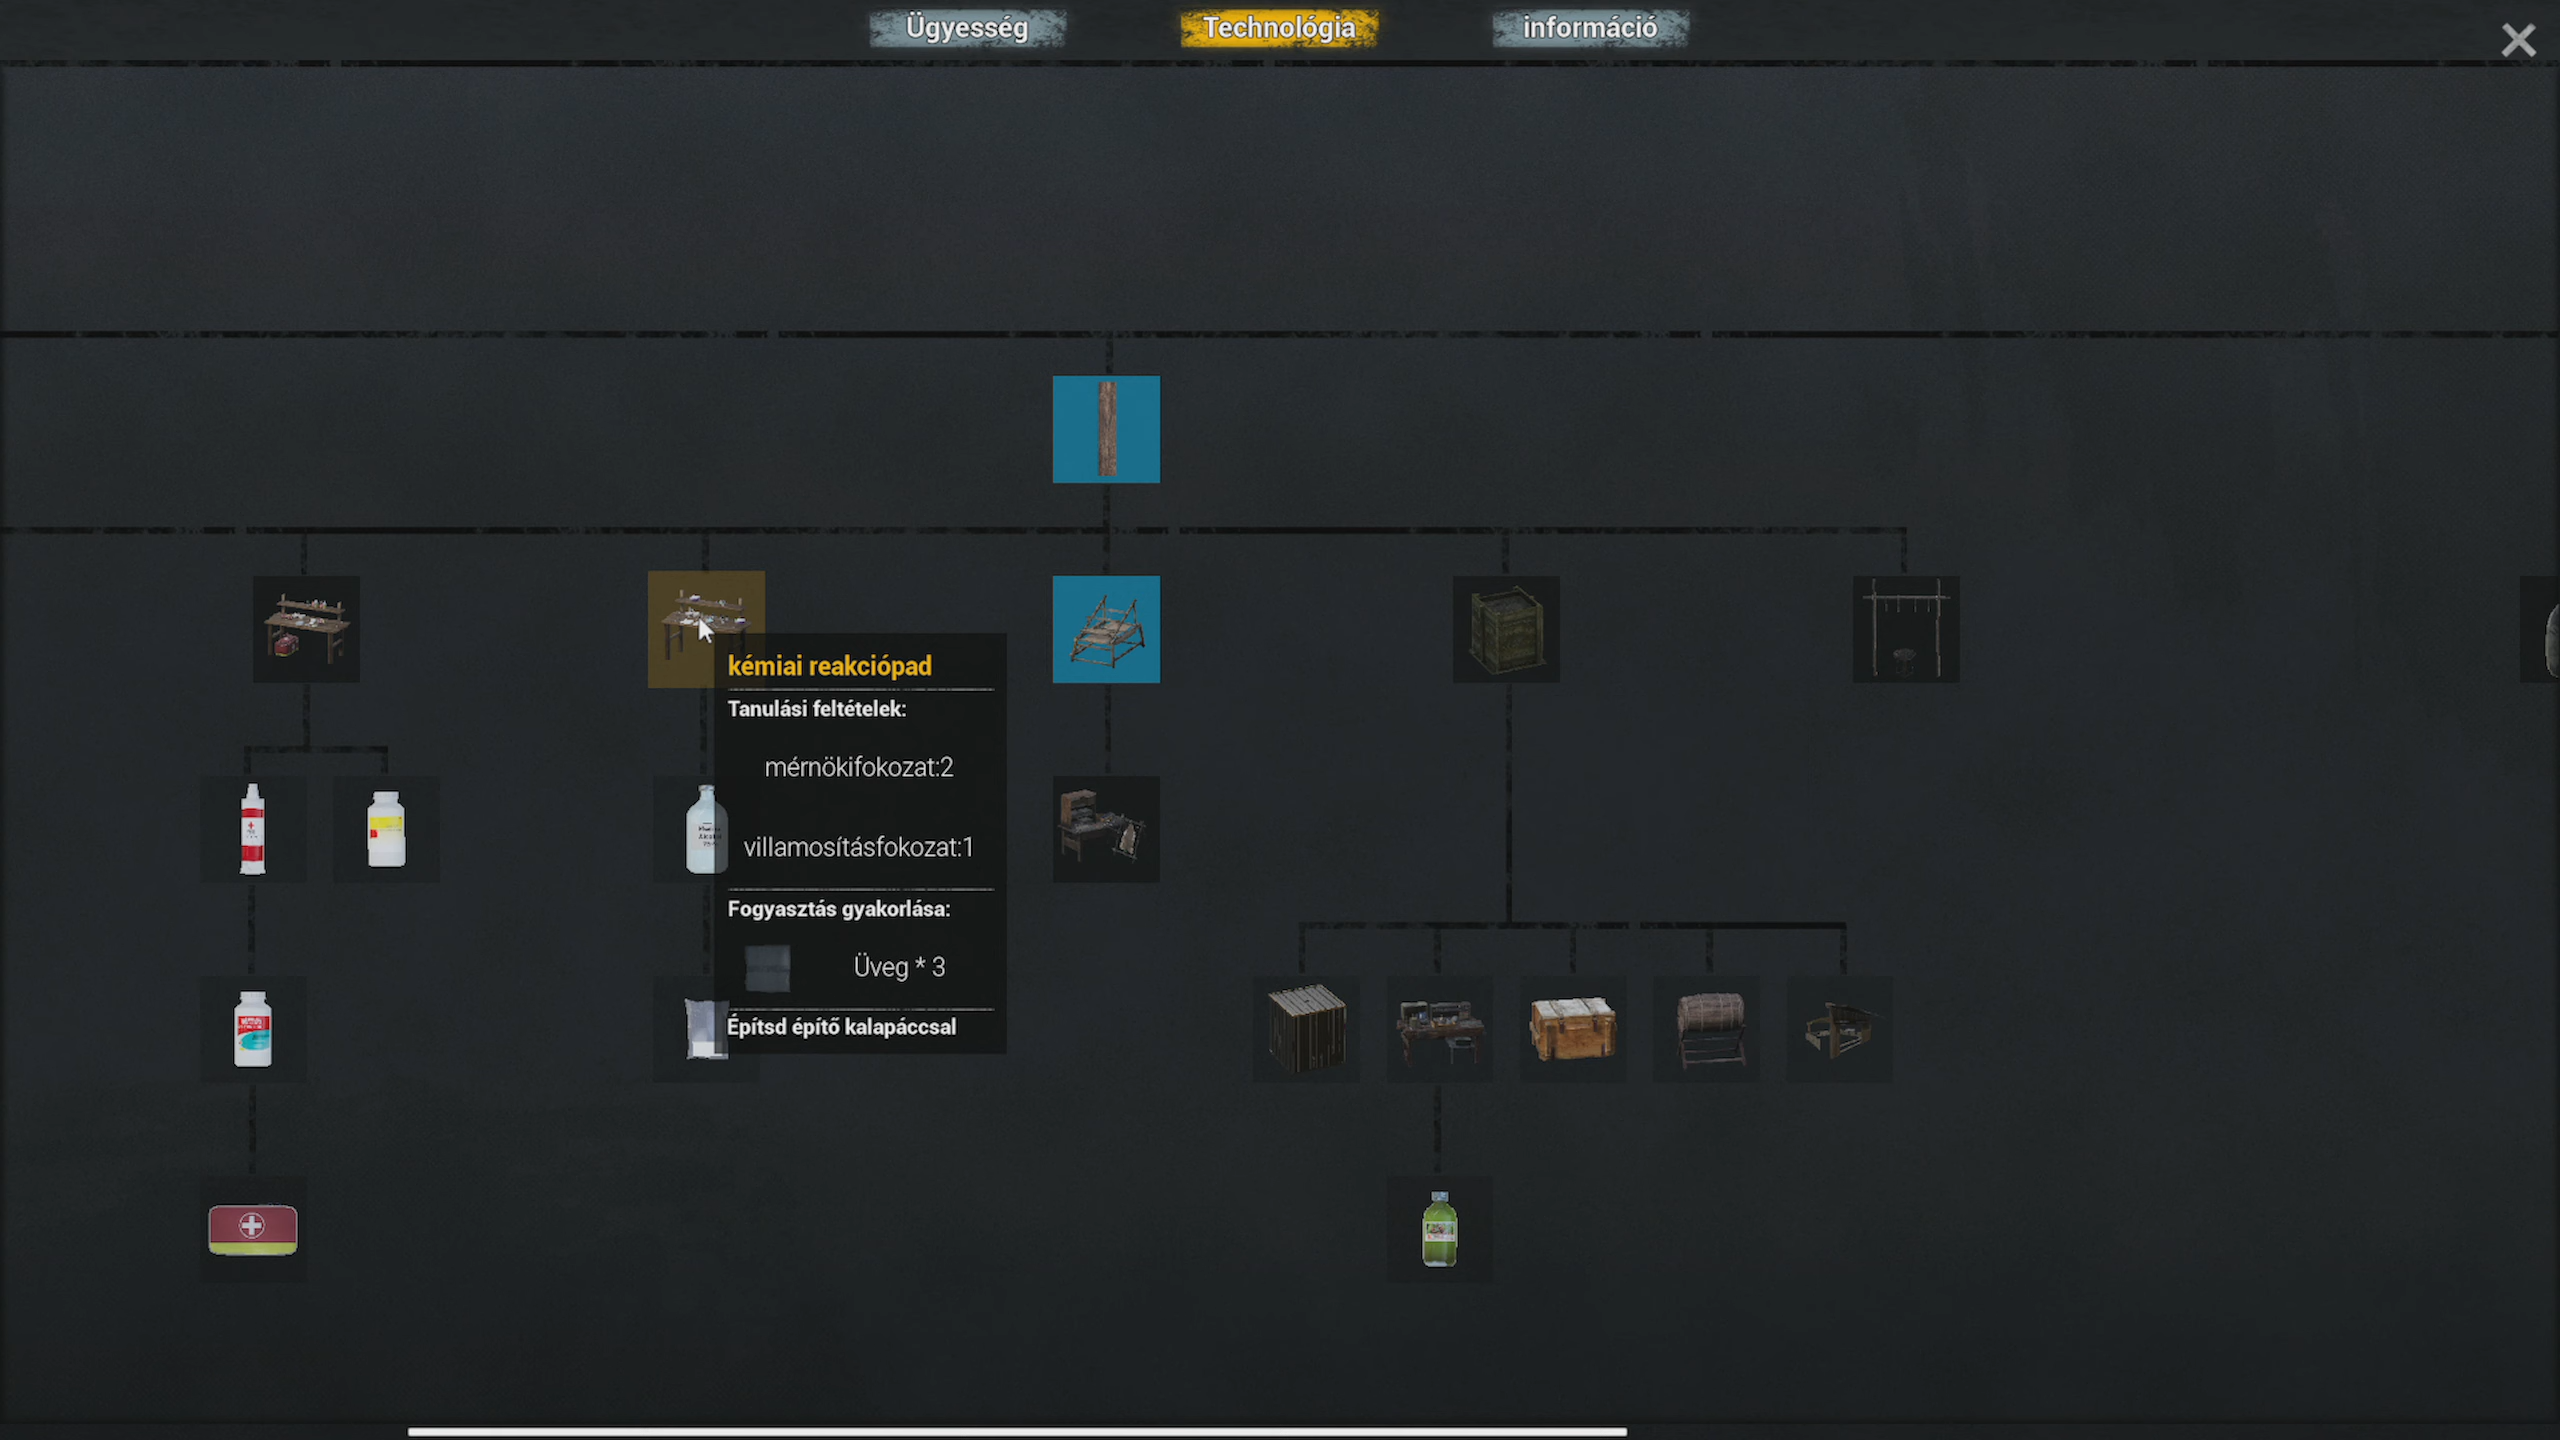 Ügyesség
Technológia
információ
kémiai reakciópad
Tanulási feltételek:
mérnökifokozat:2
villamosításfokozat:1
Fogyasztás gyakorlása:
Üveg * 3
Építsd építő kalapáccsal